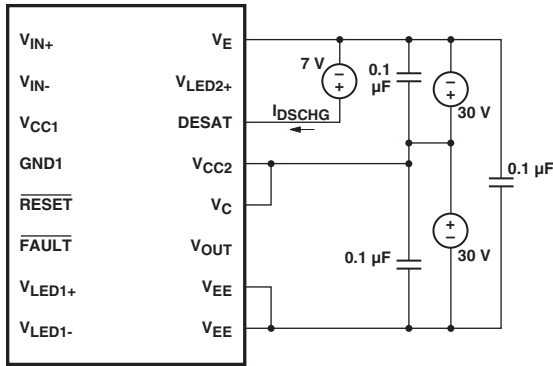 VIN+ VE
VIN- VLED2+
VCC1 DESAT
GND1 VCC2
RESET VC
FAULT VOUT
VLED1+ VEE
VLED1- VEE
7 V
IDSCHG
0.1
µF
30 V
0.1 µF
0.1 µF
30 V